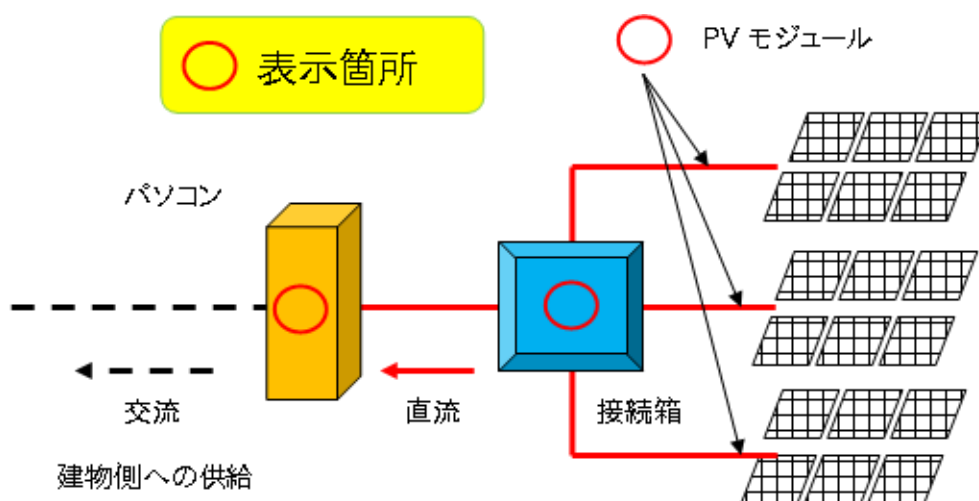 表示箇所
PV モジュール
パソコン
交流
直流
接続箱
建物側への供給